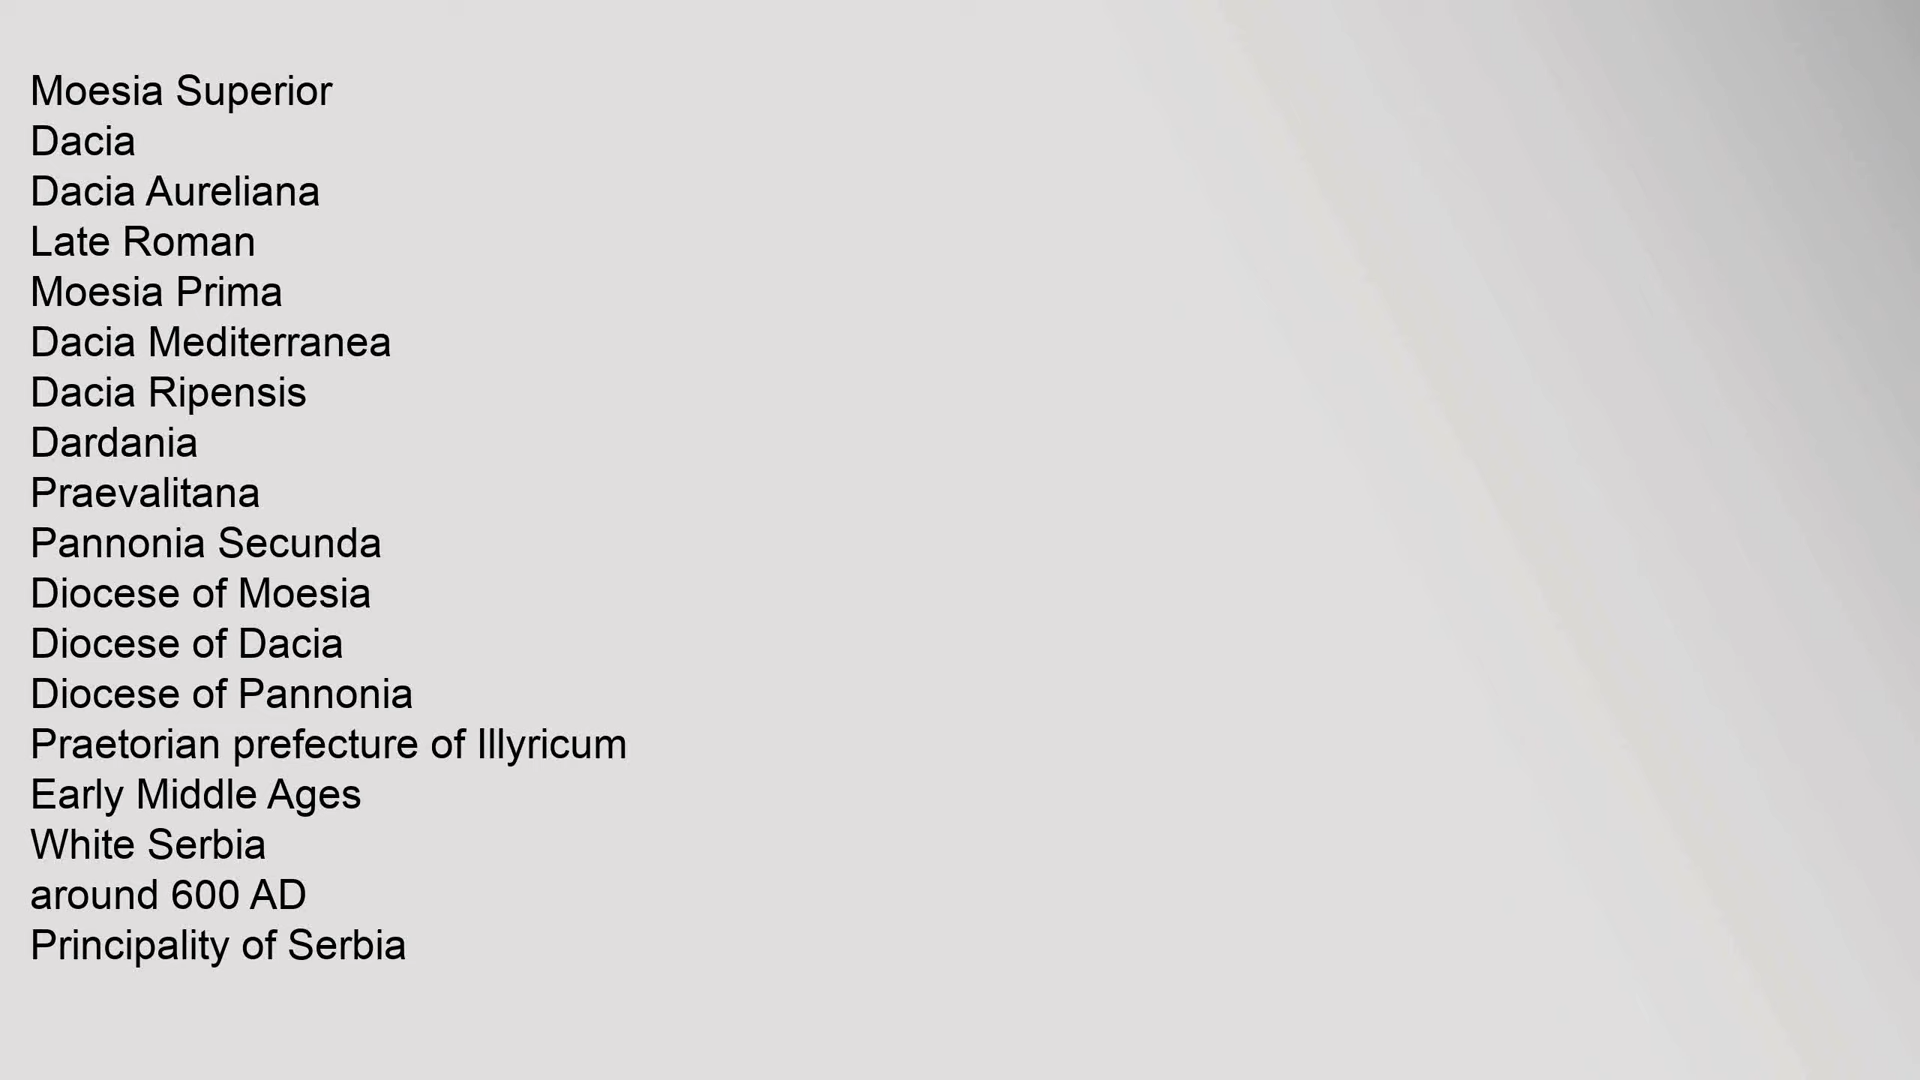 Moesia Superior
Dacia
Dacia Aureliana
Late Roman
Moesia Prima
Dacia Mediterranea
Dacia Ripensis
Dardania
Praevalitana
Pannonia Secunda
Diocese of Moesia
Diocese of Dacia
Diocese of Pannonia
Praetorian prefecture of Illyricum
Early Middle Ages
White Serbia
around 600 AD
Principality of Serbia